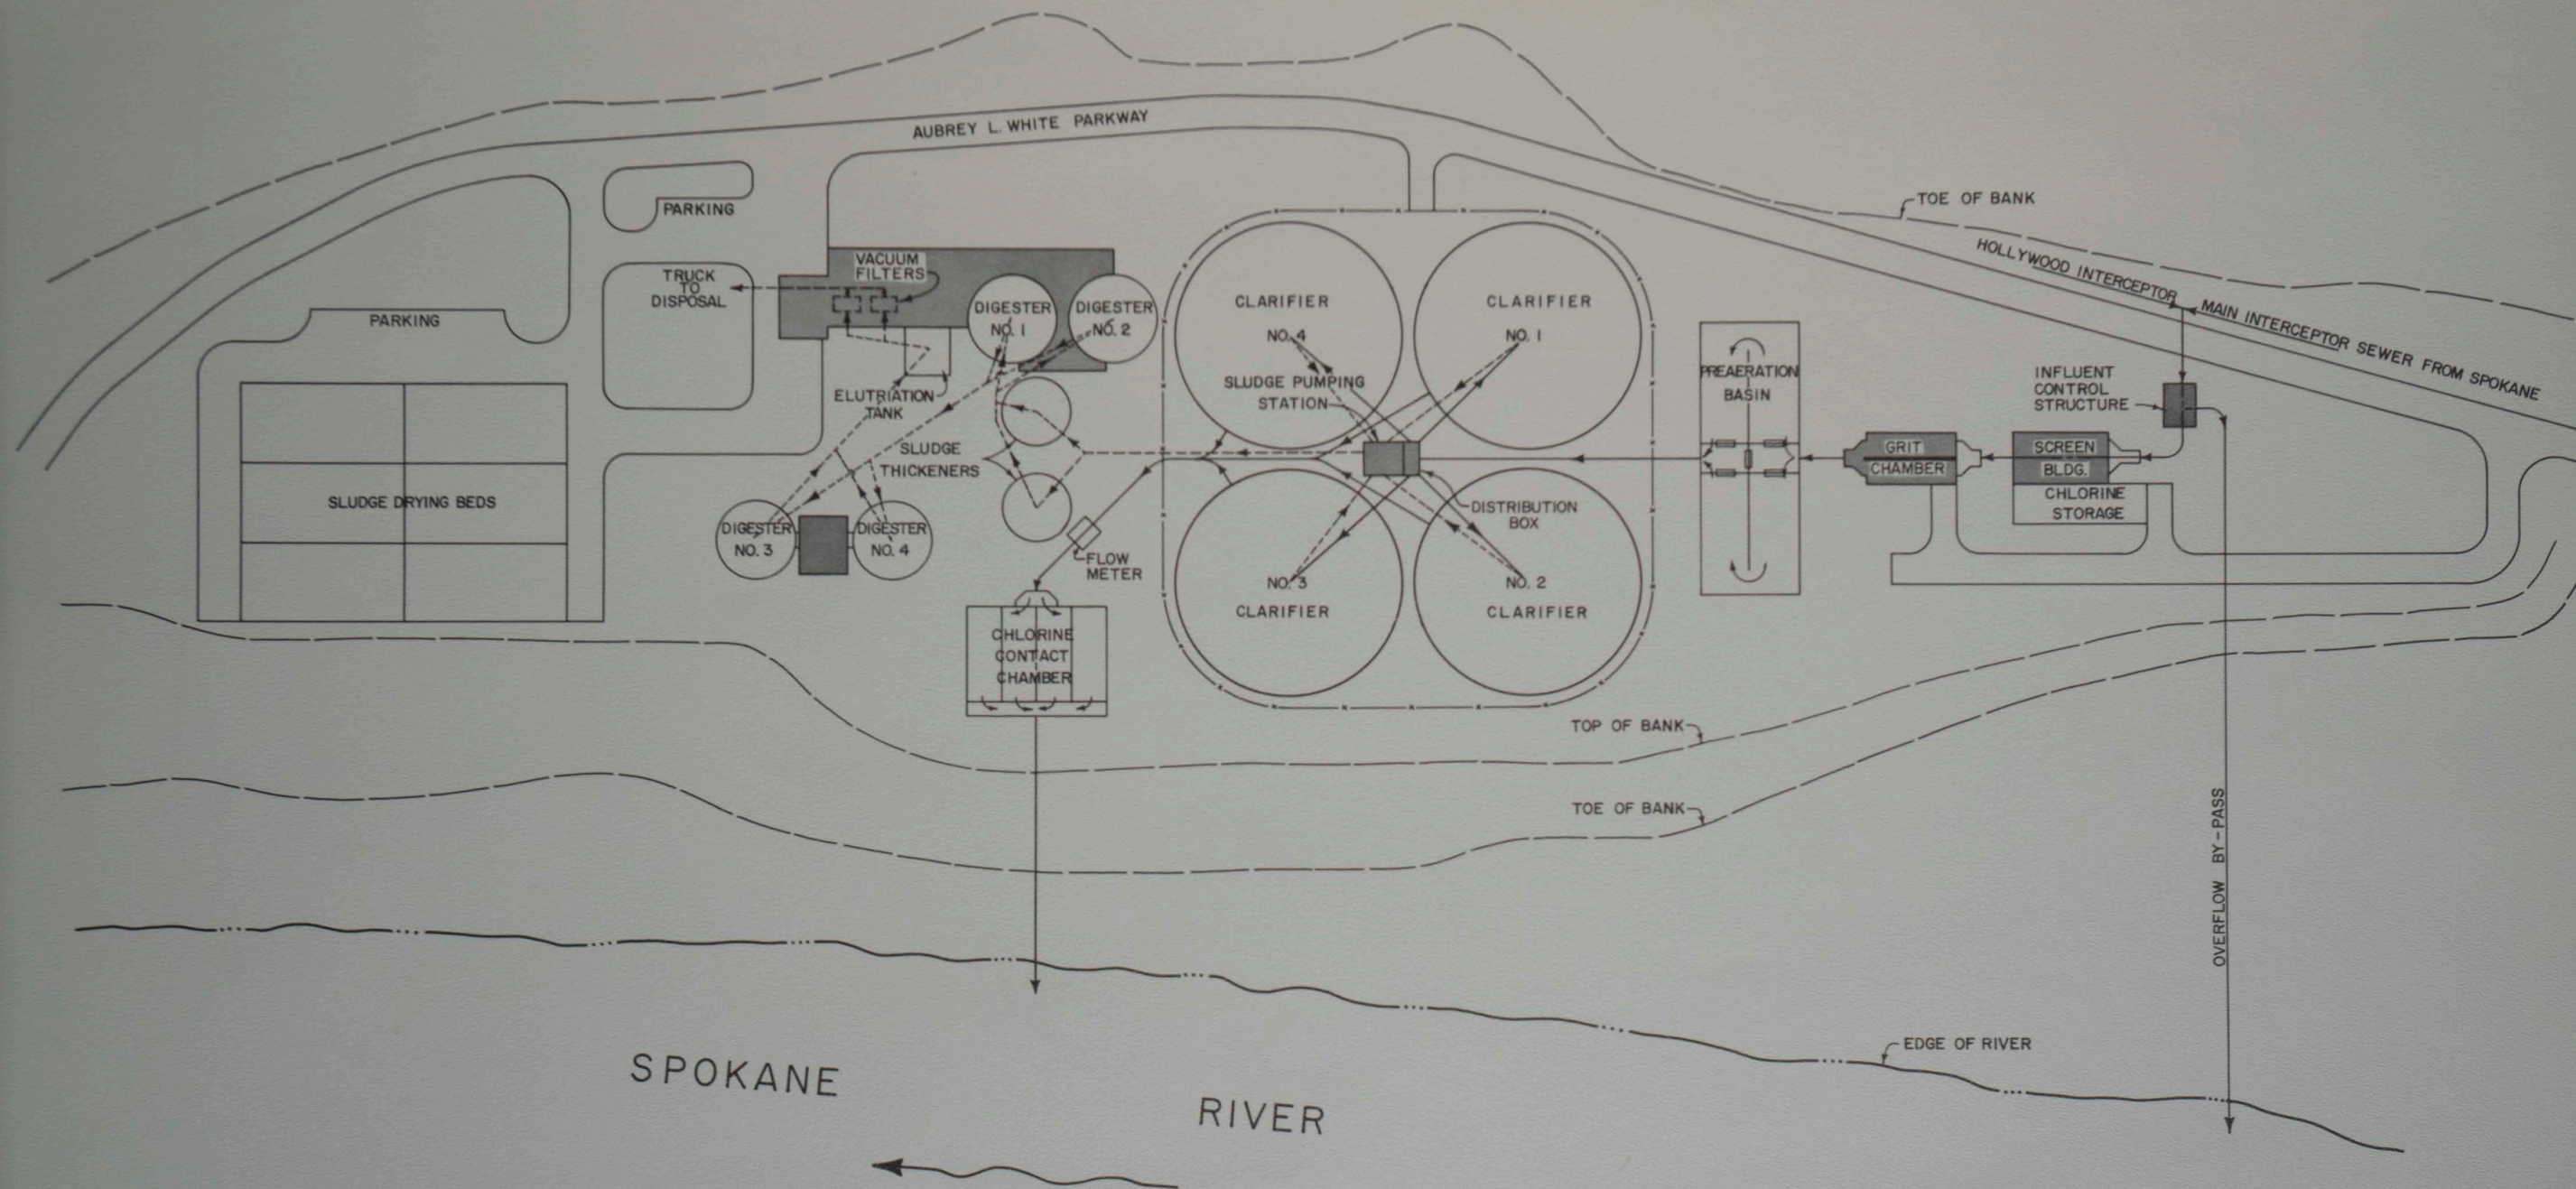 AUBREY L. WHITE PARKWAY
PARKING
TOE OF BANK
HOLLYWOOD INTERCEPTOR
MAIN INTERCEPTOR SEWER FROM SPOKANE
VACUUM
FILTERS
TRUCK
TO
DISPOSAL
PARKING
DIGESTER
NO. 1
DIGESTER
NO. 2
CLARIFIER
NO. 4
CLARIFIER
NO. 1
SLUDGE PUMPING
STATION
PREAERATION
BASIN
INFLUENT
CONTROL
STRUCTURE
ELUTRIATION
TANK
SLUDGE
THICKENERS
GRIT
CHAMBER
SCREEN
BLDG.
CHLORINE
STORAGE
SLUDGE DRYING BEDS
DISTRIBUTION
BOX
DIGESTER
NO. 3
DIGESTER
NO. 4
FLOW
METER
NO. 3
CLARIFIER
NO. 2
CLARIFIER
CHLORINE
CONTACT
CHAMBER
TOP OF BANK
TOE OF BANK
OVERFLOW BY-PASS
EDGE OF RIVER
SPOKANE
RIVER